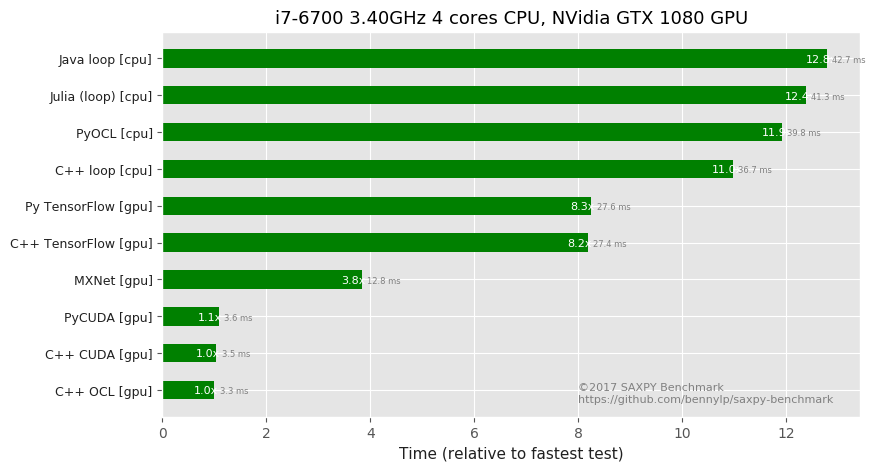 i7-6700 3.40GHz 4 cores CPU, NVidia GTX 1080 GPU
Java loop [cpu] 12.8 42.7 ms
Julia (loop) [cpu] 12.4 41.3 ms
PyOCL [cpu] 11.9 39.8 ms
C++ loop [cpu] 11.0 36.7 ms
Py TensorFlow [gpu] 8.3x 27.6 ms
C++ TensorFlow [gpu] 8.2x 27.4 ms
MXNet [gpu] 3.8x 12.8 ms
PyCUDA [gpu] 1.1x 3.6 ms
C++ CUDA [gpu] 1.0x 3.5 ms
C++ OCL [gpu] 1.0x 3.3 ms
©2017 SAXPY Benchmark
https://github.com/bennylp/saxpy-benchmark
0 2 4 6 8 10 12
Time (relative to fastest test)